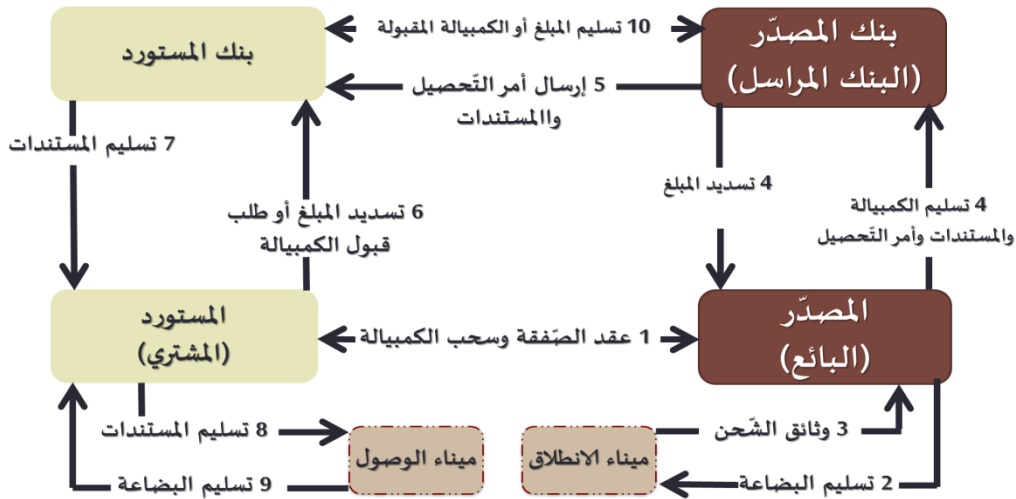 بنك المصدّر
(البنك المراسل)
10 تسليم المبلغ أو الكمبيالة المقبولة
بنك المستورد
5 إرسال أمر التّحصيل
واالمستندات
7 تسليم المستندات
4 تسديد المبلغ
4 تسليم الكمبيالة
والمستندات وأمر التّحصيل
6 تسديد المبلغ أو طلب
قبول الكمبيالة
المصدّر
(البائع)
1 عقد الصّفقة وسحب الكمبيالة
المستورد
(المشتري)
3 وثائق الشّحن
8 تسليم المستندات
ميناء الانطلاق
ميناء الوصول
2 تسليم البضاعة
9 تسليم البضاعة